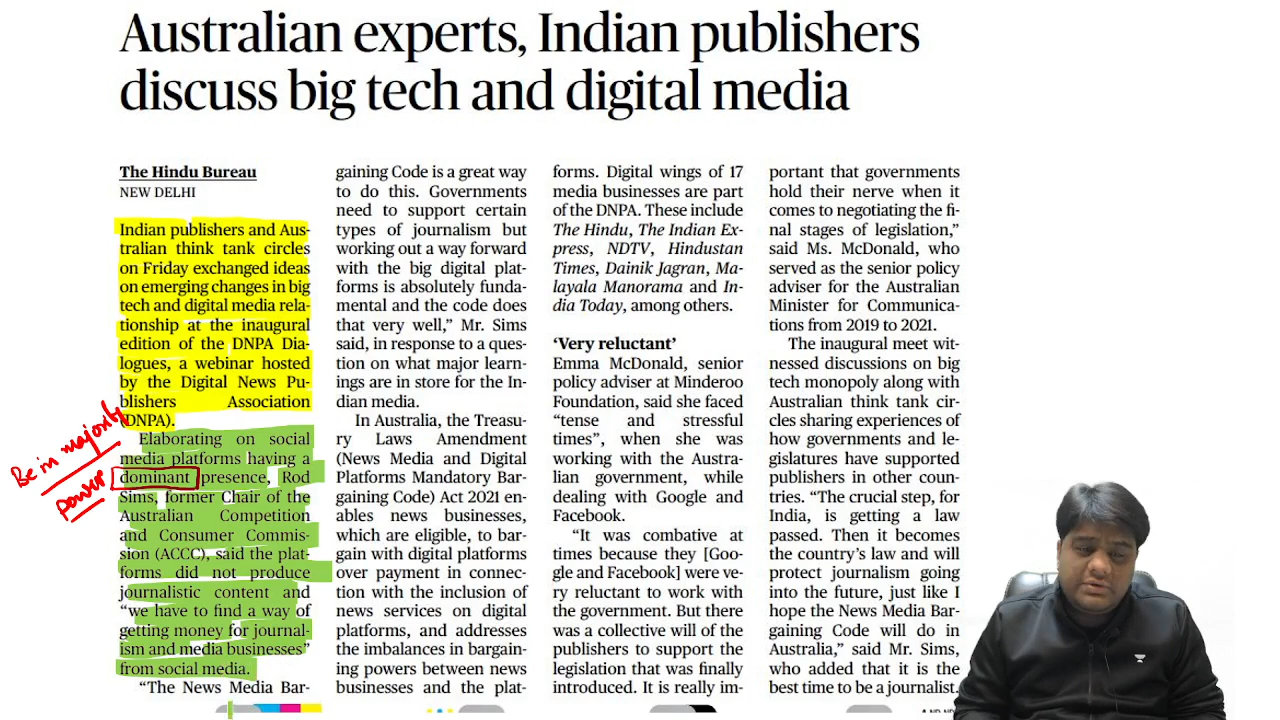 Australian experts, Indian publishers
discuss big tech and digital media
The Hindu Bureau
NEW DELHI
Indian publishers and Aus-
tralian think tank circles
on Friday exchanged ideas
on emerging changes in big
tech and digital media rela-
tionship at the inaugural
edition of the DNPA Dia-
logues, a webinar hosted
by the Digital News Pu-
blishers Association
(DNPA).
Elaborating on social
media platforms having a
dominant presence, Rod
Sims, former Chair of the
Australian Competition
and Consumer Commis-
sion (ACCC), said the plat-
forms did not produce
journalistic content and
“we have to find a way of
getting money for journal-
ism and media businesses”
from social media.
“The News Media Bar-
Be in majority
power
gaining Code is a great way
to do this. Governments
need to support certain
types of journalism but
working out a way forward
with the big digital plat-
forms is absolutely funda-
mental and the code does
that very well,” Mr. Sims
said, in response to a ques-
tion on what major learn-
ings are in store for the In-
dian media.
In Australia, the Treasu-
ry Laws Amendment
(News Media and Digital
Platforms Mandatory Bar-
gaining Code) Act 2021 en-
ables news businesses,
which are eligible, to bar-
gain with digital platforms
over payment in connec-
tion with the inclusion of
news services on digital
platforms, and addresses
the imbalances in bargain-
ing powers between news
businesses and the plat-
forms. Digital wings of 17
media businesses are part
of the DNPA. These include
The Hindu, The Indian Ex-
press, NDTV, Hindustan
Times, Dainik Jagran, Ma-
layala Manorama and In-
dia Today, among others.
‘Very reluctant’
Emma McDonald, senior
policy adviser at Minderoo
Foundation, said she faced
“tense and stressful
times”, when she was
working with the Austra-
lian government, while
dealing with Google and
Facebook.
“It was combative at
times because they [Goo-
gle and Facebook] were ve-
ry reluctant to work with
the government. But there
was a collective will of the
publishers to support the
legislation that was finally
introduced. It is really im-
portant that governments
hold their nerve when it
comes to negotiating the fi-
nal stages of legislation,”
said Ms. McDonald, who
served as the senior policy
adviser for the Australian
Minister for Communica-
tions from 2019 to 2021.
The inaugural meet wit-
nessed discussions on big
tech monopoly along with
Australian think tank cir-
cles sharing experiences of
how governments and le-
gislatures have supported
publishers in other coun-
tries. “The crucial step, for
India, is getting a law
passed. Then it becomes
the country’s law and will
protect journalism going
into the future, just like I
hope the News Media Bar-
gaining Code will do in
Australia,” said Mr. Sims,
who added that it is the
best time to be a journalist.